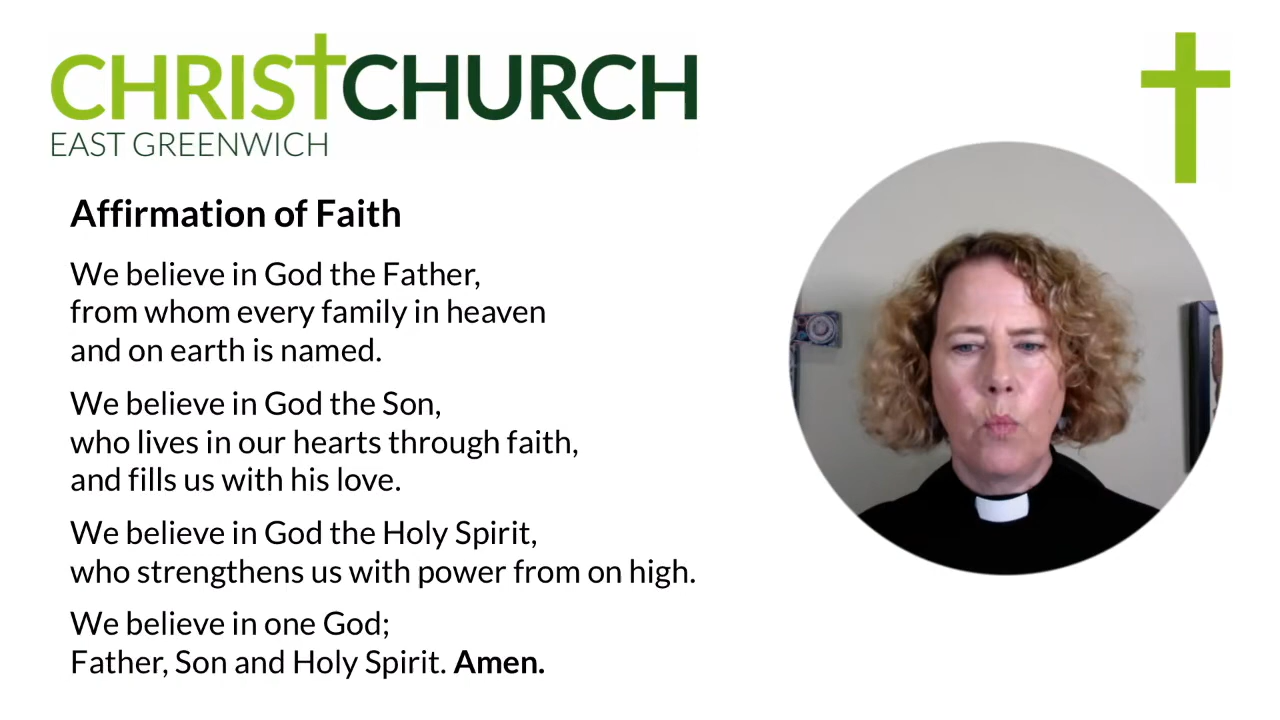 CHRISTCHURCH
EAST GREENWICH
Affirmation of Faith
We believe in God the Father,
from whom every family in heaven
and on earth is named.
We believe in God the Son,
who lives in our hearts through faith,
and fills us with his love.
We believe in God the Holy Spirit,
who strengthens us with power from on high.
We believe in one God;
Father, Son and Holy Spirit. Amen.